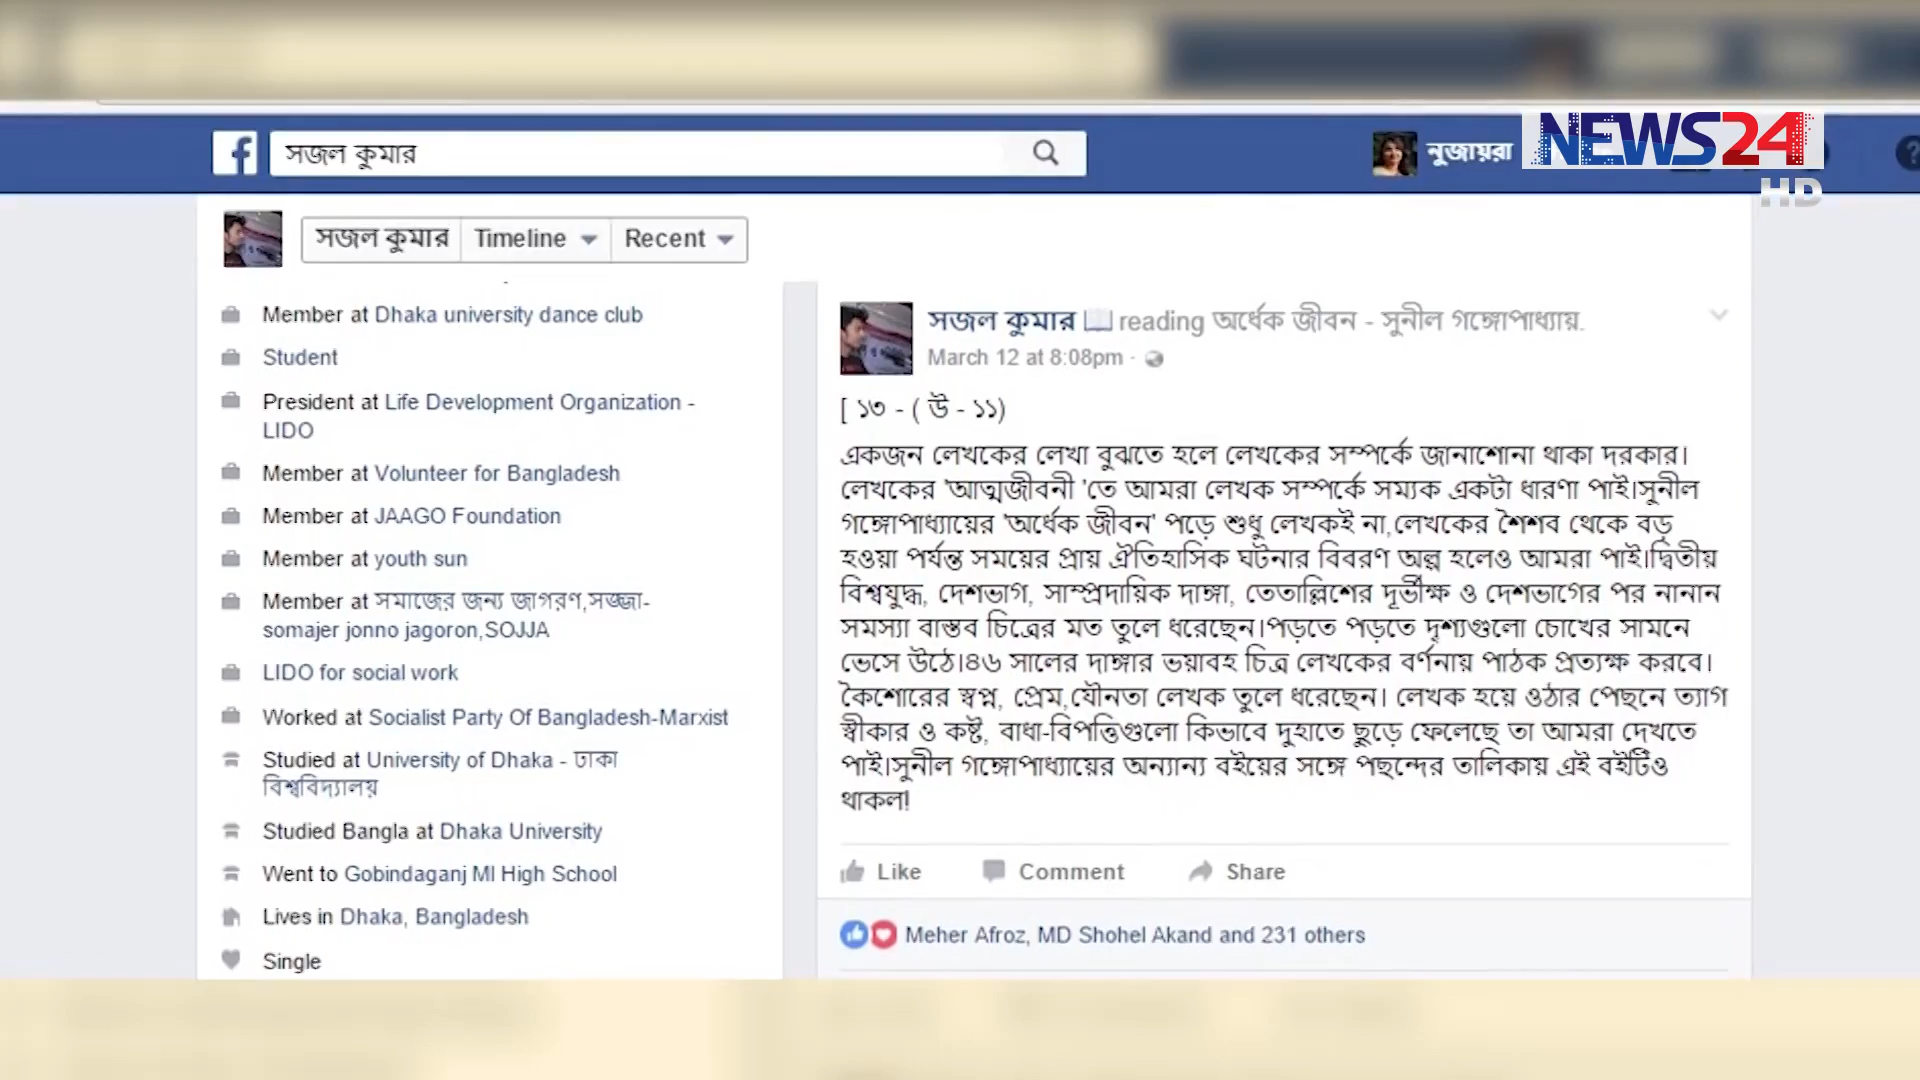 সজল কুমার
নুজায়রা
NEWS24
HD
সজল কুমার Timeline Recent
Member at Dhaka university dance club
Student
President at Life Development Organization -
LIDO
Member at Volunteer for Bangladesh
Member at JAAGO Foundation
Member at youth sun
Member at সমাজের জন্য জাগরণ,সজ্জা-
somajer jonno jagoron,SOJJA
LIDO for social work
Worked at Socialist Party Of Bangladesh-Marxist
Studied at University of Dhaka - ঢাকা
বিশ্ববিদ্যালয়
Studied Bangla at Dhaka University
Went to Gobindaganj Ml High School
Lives in Dhaka, Bangladesh
Single
সজল কুমার reading অর্ধেক জীবন - সুনীল গঙ্গোপাধ্যায়.
March 12 at 8:08pm ·
[ ১৩ - ( উ - ১১)
একজন লেখকের লেখা বুঝতে হলে লেখকের সম্পর্কে জানাশোনা থাকা দরকার।
লেখকের 'আত্মজীবনী 'তে আমরা লেখক সম্পর্কে সম্যক একটা ধারণা পাই।সুনীল
গঙ্গোপাধ্যায়ের 'অর্ধেক জীবন' পড়ে শুধু লেখকই না,লেখকের শৈশব থেকে বড়
হওয়া পর্যন্ত সময়ের প্রায় ঐতিহাসিক ঘটনার বিবরণ অল্প হলেও আমরা পাই।দ্বিতীয়
বিশ্বযুদ্ধ, দেশভাগ, সাম্প্রদায়িক দাঙ্গা, তেতাল্লিশের দূর্ভীক্ষ ও দেশভাগের পর নানান
সমস্যা বাস্তব চিত্রের মত তুলে ধরেছেন।পড়তে পড়তে দৃশ্যগুলো চোখের সামনে
ভেসে উঠে।৪৬ সালের দাঙ্গার ভয়াবহ চিত্র লেখকের বর্ণনায় পাঠক প্রত্যক্ষ করবে।
কৈশোরের স্বপ্ন, প্রেম,যৌনতা লেখক তুলে ধরেছেন। লেখক হয়ে ওঠার পেছনে ত্যাগ
স্বীকার ও কষ্ট, বাধা-বিপত্তিগুলো কিভাবে দুহাতে ছুড়ে ফেলেছে তা আমরা দেখতে
পাই।সুনীল গঙ্গোপাধ্যায়ের অন্যান্য বইয়ের সঙ্গে পছন্দের তালিকায় এই বইটিও
থাকল!
Like Comment Share
Meher Afroz, MD Shohel Akand and 231 others